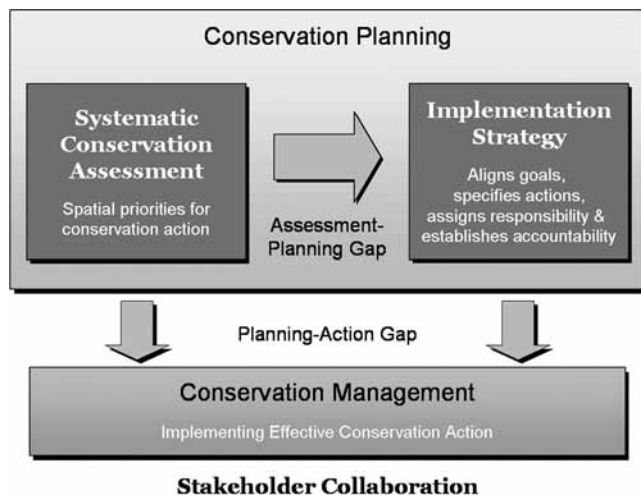 Conservation Planning
Systematic
Conservation
Assessment
Spatial priorities for
conservation action
Assessment-
Planning Gap
Implementation
Strategy
Aligns goals,
specifies actions,
assigns responsibility &
establishes accountability
Planning-Action Gap
Conservation Management
Implementing Effective Conservation Action
Stakeholder Collaboration